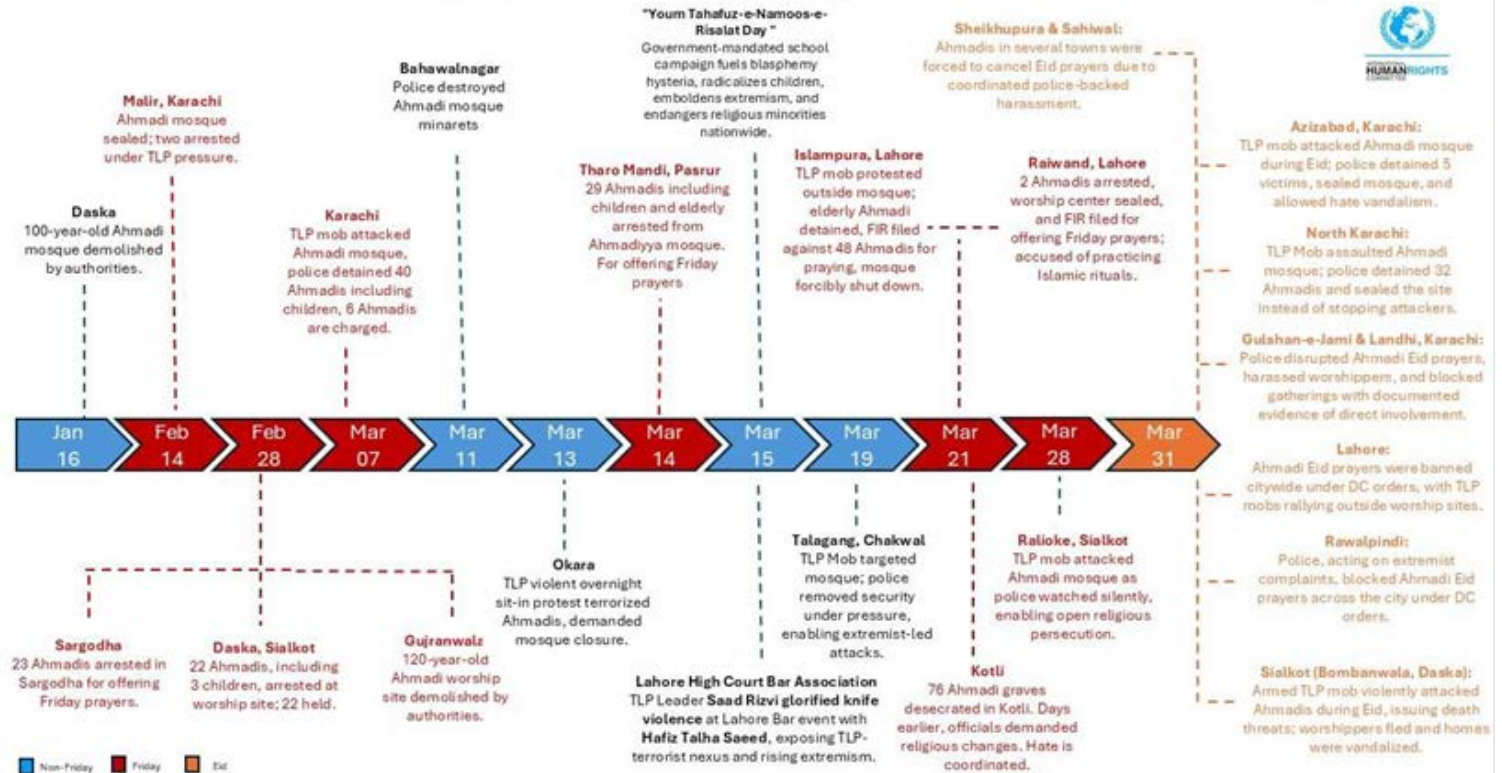 "Youm Tahafuz-e-Namoos-e-
Risalat Day "
Government-mandated school
campaign fuels blasphemy
hysteria, radicalizes children,
emboldens extremism, and
endangers religious minorities
nationwide.
Sheikhupura & Sahiwal:
Ahmadis in several towns were
forced to cancel Eid prayers due to
coordinated police-backed
harassment.
INTERNATIONAL
HUMANRIGHTS
COMMITTEE
Bahawalnagar
Police destroyed
Ahmadi mosque
minarets
Malir, Karachi
Ahmadi mosque
sealed; two arrested
under TLP pressure.
Daska
100-year-old Ahmadi
mosque demolished
by authorities.
Karachi
TLP mob attacked
Ahmadi mosque,
police detained 40
Ahmadis including
children, 6 Ahmadis
are charged.
Tharo Mandi, Pasrur
29 Ahmadis including
children and elderly
arrested from
Ahmadiyya mosque.
For offering Friday
prayers
Islampura, Lahore
TLP mob protested
outside mosque;
elderly Ahmadi
detained, FIR filed
against 48 Ahmadis for
praying, mosque
forcibly shut down.
Raiwand, Lahore
2 Ahmadis arrested,
worship center sealed,
and FIR filed for
offering Friday prayers;
accused of practicing
Islamic rituals.
Azizabad, Karachi:
TLP mob attacked Ahmadi mosque
during Eid; police detained 5
victims, sealed mosque, and
allowed hate vandalism.
North Karachi:
TLP Mob assaulted Ahmadi
mosque; police detained 32
Ahmadis and sealed the site
instead of stopping attackers.
Gulshan-e-Jami & Landhi, Karachi:
Police disrupted Ahmadi Eid prayers,
harassed worshippers, and blocked
gatherings with documented
evidence of direct involvement.
Jan
16
Feb
14
Feb
28
Mar
07
Mar
11
Mar
13
Mar
14
Mar
15
Mar
19
Mar
21
Mar
28
Mar
31
Lahore:
Ahmadi Eid prayers were banned
citywide under DC orders, with TLP
mobs rallying outside worship sites.
Rawalpindi:
Police, acting on extremist
complaints, blocked Ahmadi Eid
prayers across the city under DC
orders.
Sialkot (Bombanwala, Daska):
Armed TLP mob violently attacked
Ahmadis during Eid, issuing death
threats; worshippers fled and homes
were vandalized.
Sargodha
23 Ahmadis arrested in
Sargodha for offering
Friday prayers.
Daska, Sialkot
22 Ahmadis, including
3 children, arrested at
worship site; 22 held.
Gujranwala
120-year-old
Ahmadi worship
site demolished by
authorities.
Okara
TLP violent overnight
sit-in protest terrorized
Ahmadis, demanded
mosque closure.
Lahore High Court Bar Association
TLP Leader Saad Rizvi glorified knife
violence at Lahore Bar event with
Hafiz Talha Saeed, exposing TLP-
terrorist nexus and rising extremism.
Talagang, Chakwal
TLP Mob targeted
mosque; police
removed security
under pressure,
enabling extremist-led
attacks.
Kotli
76 Ahmadi graves
desecrated in Kotli. Days
earlier, officials demanded
religious changes. Hate is
coordinated.
Ralioke, Sialkot
TLP mob attacked
Ahmadi mosque as
police watched silently,
enabling open religious
persecution.
Non-Friday
Friday
Eid